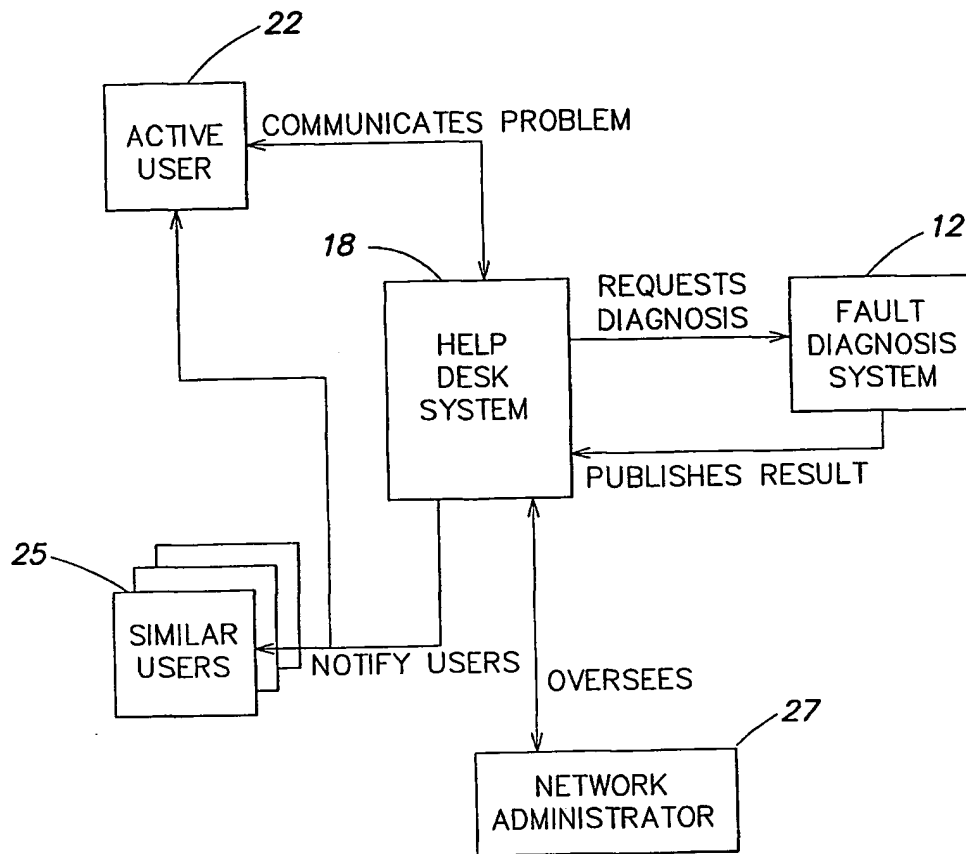 22
ACTIVE
USER
COMMUNICATES PROBLEM
18
HELP
DESK
SYSTEM
REQUESTS
DIAGNOSIS
12
FAULT
DIAGNOSIS
SYSTEM
PUBLISHES RESULT
25
SIMILAR
USERS
NOTIFY USERS
OVERSEES
27
NETWORK
ADMINISTRATOR